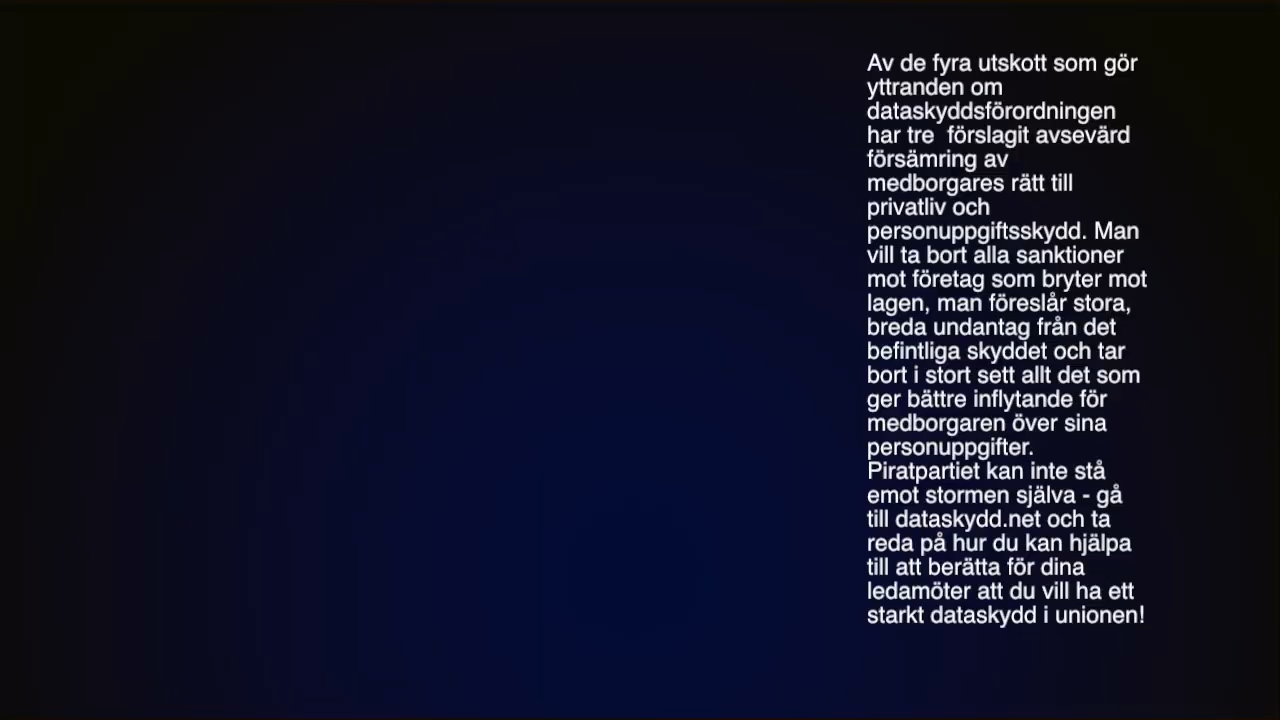 Av de fyra utskott som gör
yttranden om
dataskyddsförordningen
har tre  förslagit avsevärd
försämring av
medborgares rätt till
privatliv och
personuppgiftsskydd. Man
vill ta bort alla sanktioner
mot företag som bryter mot
lagen, man föreslår stora,
breda undantag från det
befintliga skyddet och tar
bort i stort sett allt det som
ger bättre inflytande för
medborgaren över sina
personuppgifter.
Piratpartiet kan inte stå
emot stormen själva - gå
till dataskydd.net och ta
reda på hur du kan hjälpa
till att berätta för dina
ledamöter att du vill ha ett
starkt dataskydd i unionen!